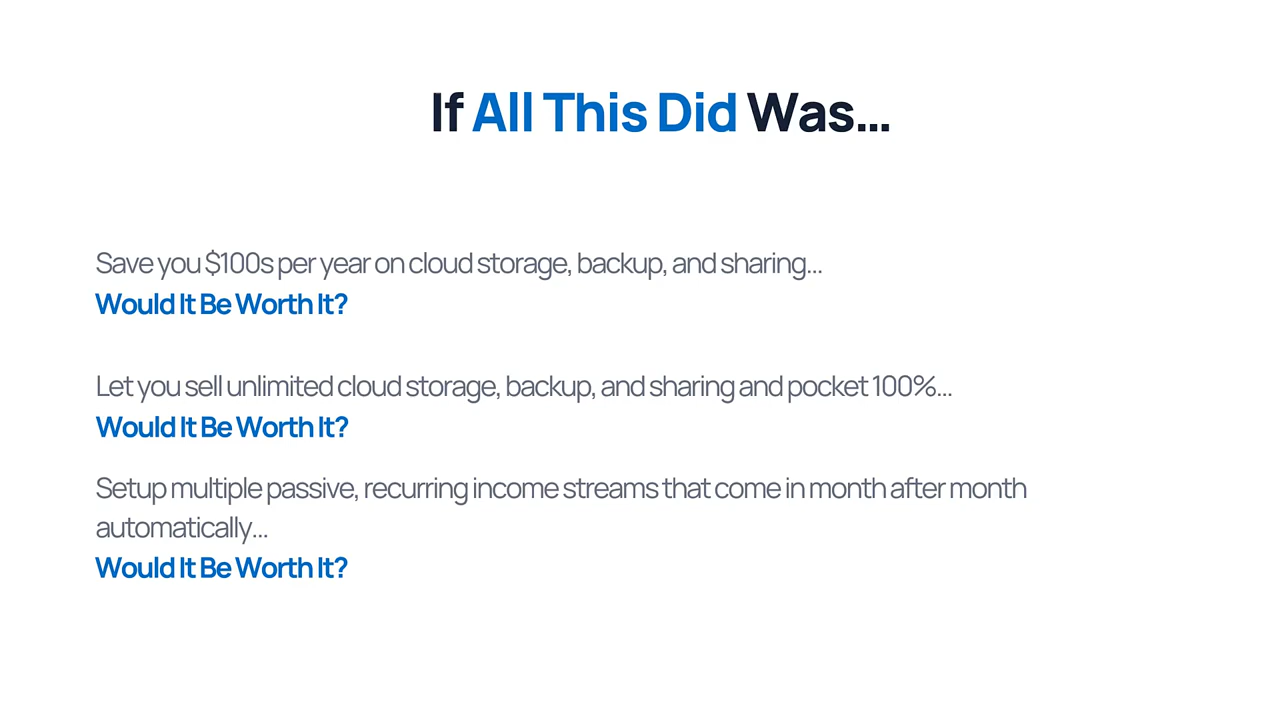 If All This Did Was...
Save you $100s per year on cloud storage, backup, and sharing...
Would It Be Worth It?
Let you sell unlimited cloud storage, backup, and sharing and pocket 100%...
Would It Be Worth It?
Setup multiple passive, recurring income streams that come in month after month
automatically...
Would It Be Worth It?